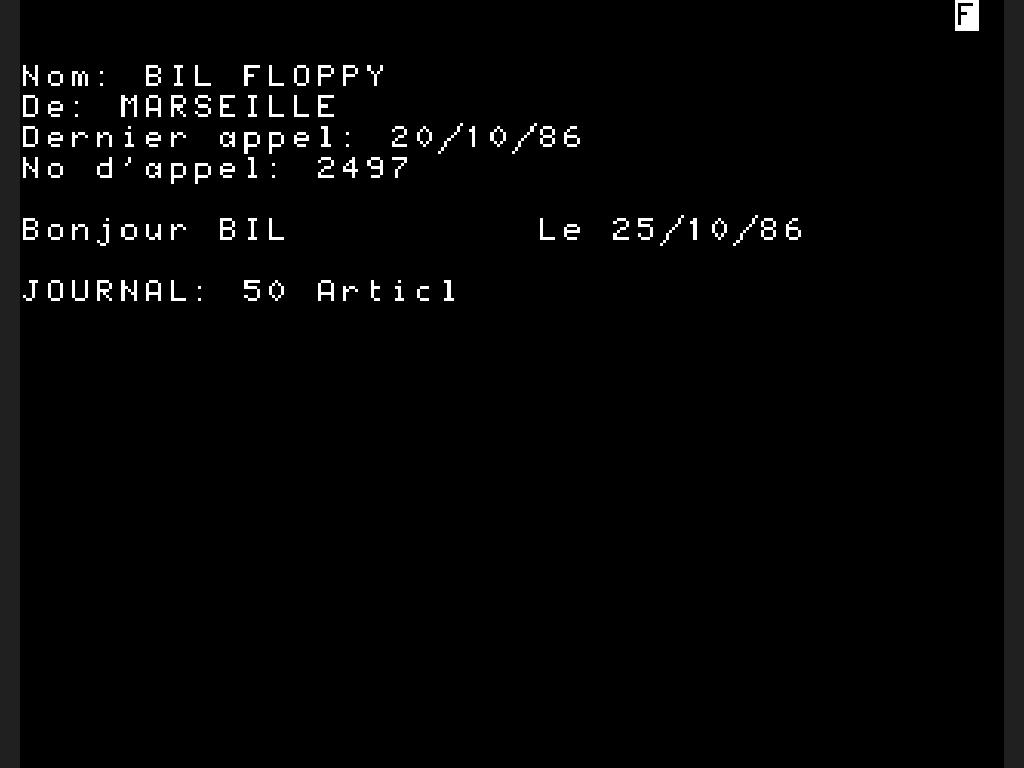 F
Nom: BIL FLOPPY
De: MARSEILLE
Dernier appel: 20/10/86
No d'appel: 2497
Bonjour BIL Le 25/10/86
JOURNAL: 50 Articl